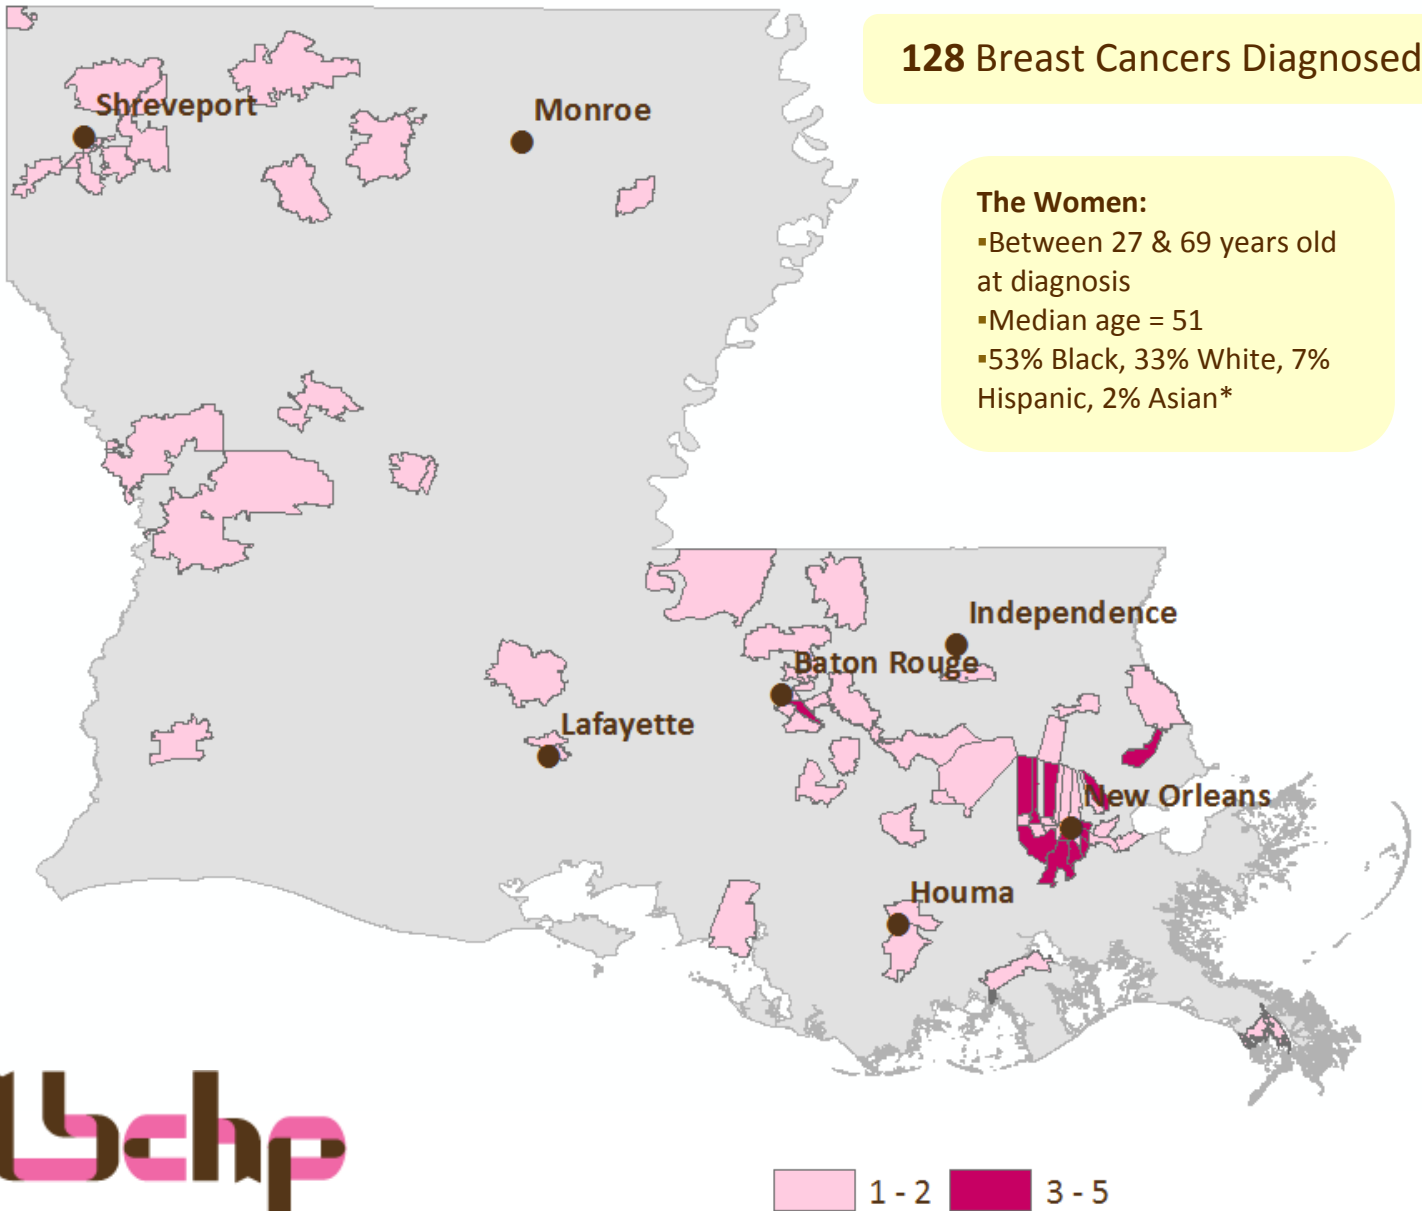 128 Breast Cancers Diagnosed
Shreveport
Monroe
The Women:
▪Between 27 & 69 years old
at diagnosis
▪Median age = 51
▪53% Black, 33% White, 7%
Hispanic, 2% Asian*
Independence
Baton Rouge
Lafayette
New Orleans
Houma
lbchp
1 - 2
3 - 5